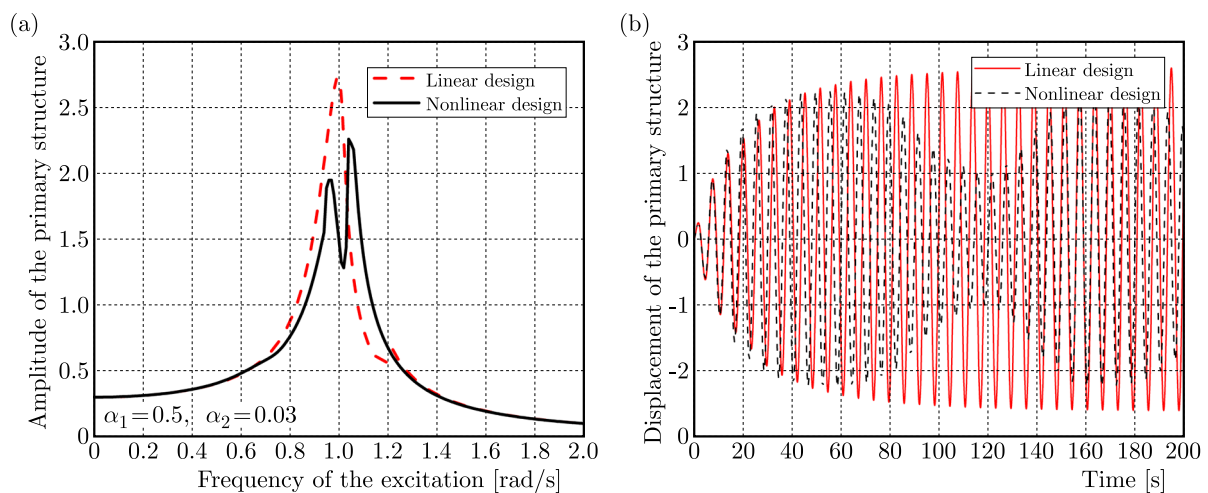 (a)
Amplitude of the primary structure
3.0
2.5
2.0
1.5
1.0
0.5
0
Linear design
Nonlinear design
α₁=0.5, α₂=0.03
0 0.2 0.4 0.6 0.8 1.0 1.2 1.4 1.6 1.8 2.0
Frequency of the excitation [rad/s]
(b)
Displacement of the primary structure
3
2
1
0
-1
-2
0
Linear design
Nonlinear design
0 20 40 60 80 100 120 140 160 180 200
Time [s]